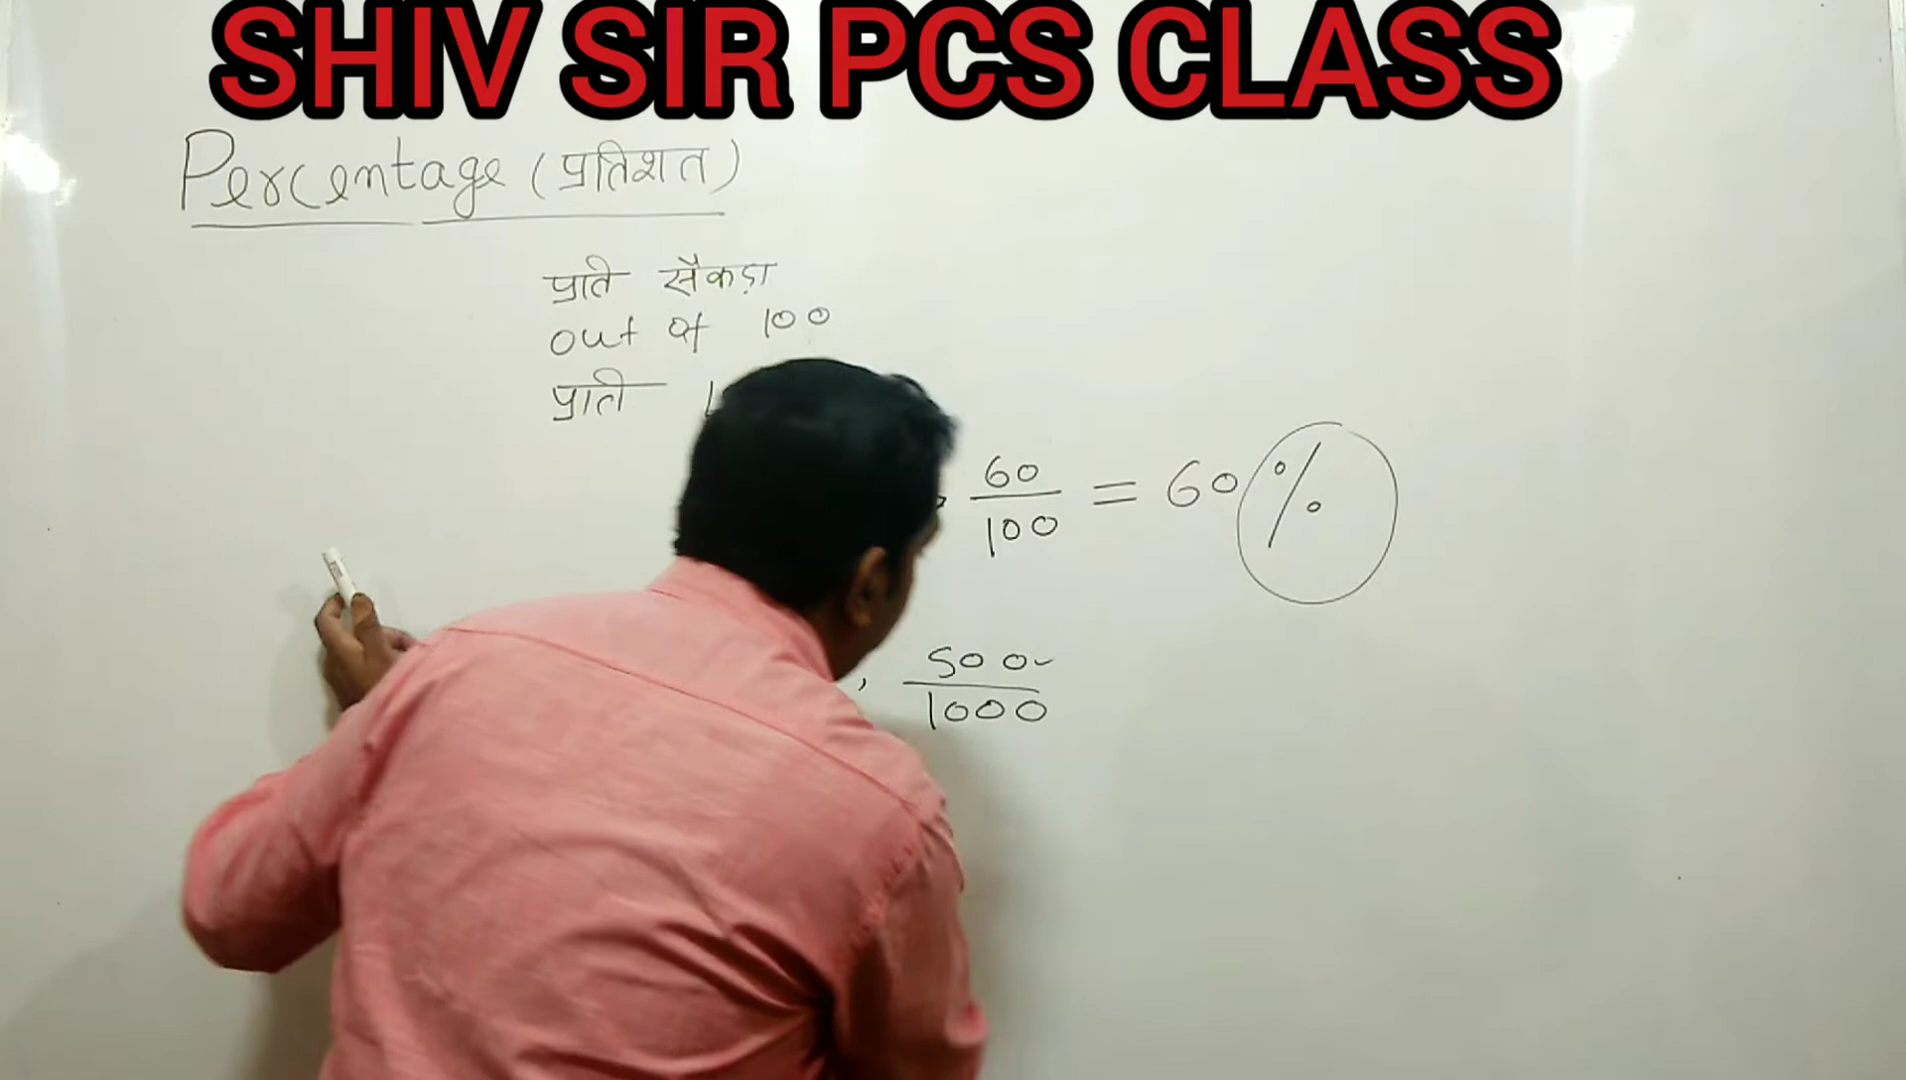 SHIV SIR PCS CLASS
Percentage (प्रतिशत)
प्रति सैकड़ा
out of 100
प्रति
60/100 = 60%
500/1000